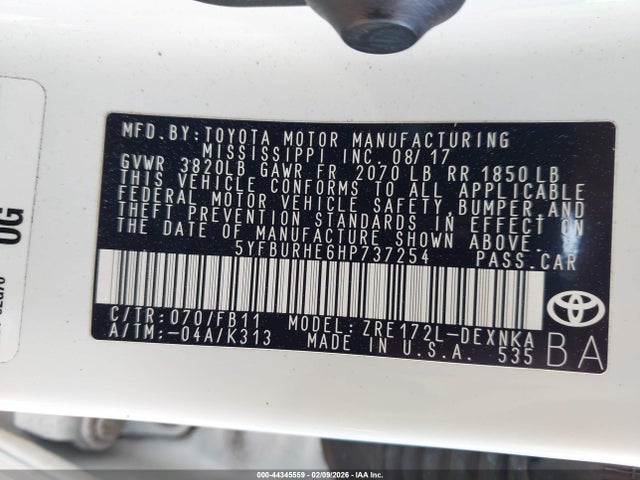 MFD. BY: TOYOTA MOTOR MANUFACTURING
MISSISSIPPI INC. 08/17
GVWR 3820LB GAWR FR 2070 LB RR 1850 LB
THIS VEHICLE CONFORMS TO ALL APPLICABLE
FEDERAL MOTOR VEHICLE SAFETY, BUMPER, AND
THEFT PREVENTION STANDARDS IN EFFECT ON
THE DATE OF MANUFACTURE SHOWN ABOVE.
5YFBURHE6HP737254 PASS. CAR
C/TR: 070/FB11 MODEL: ZRE172L-DEXNKA
A/TM: -04A/K313 MADE IN U.S.A. 535
BA
OG
000-44345559 | 02/09/2026 - IAA Inc.